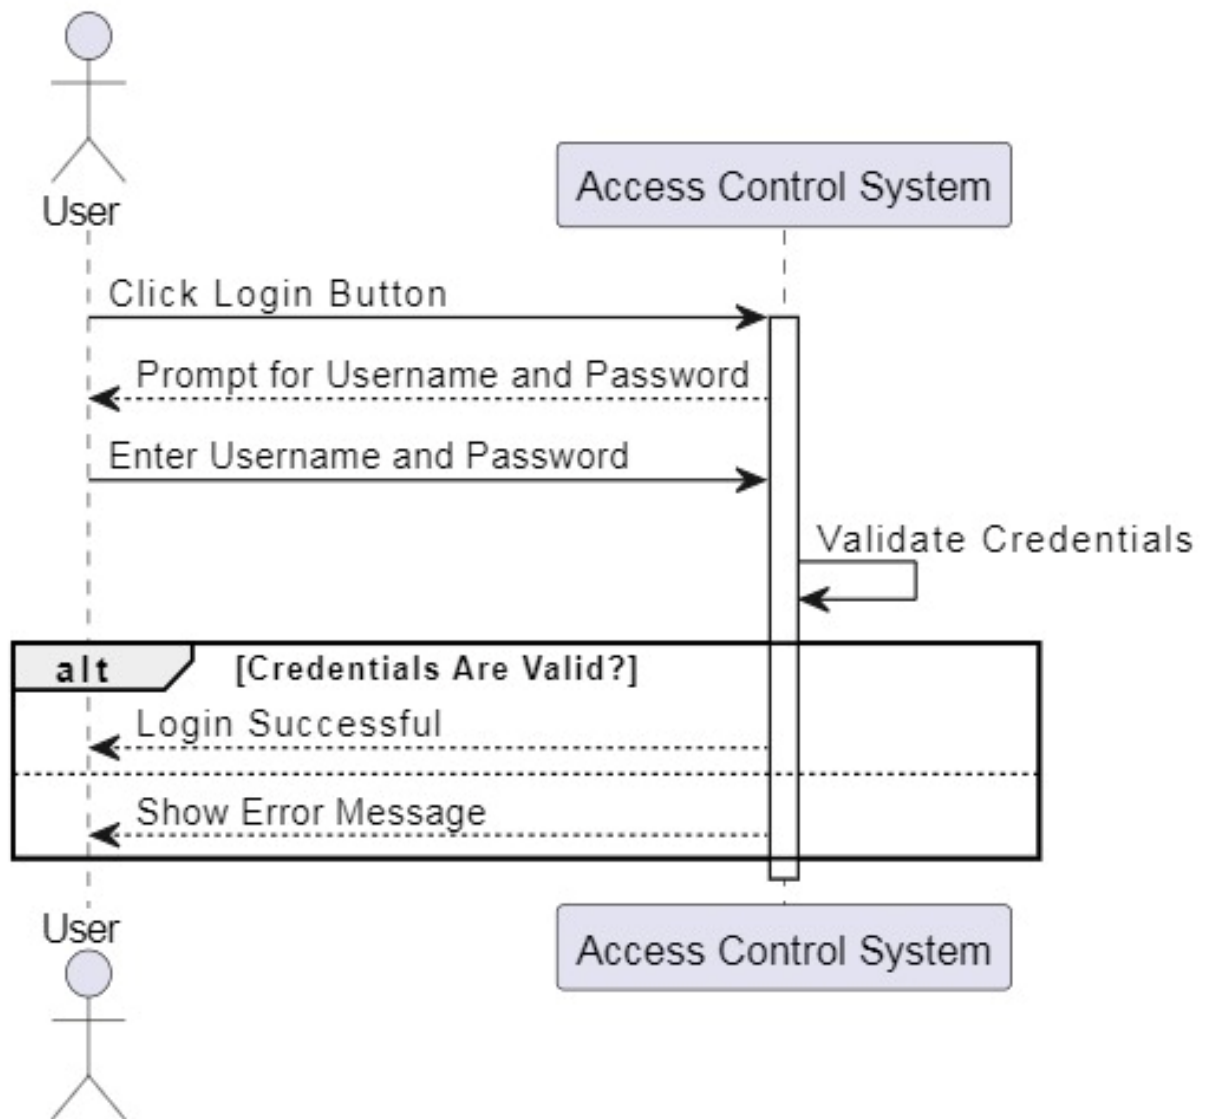 User
Access Control System
Click Login Button
Prompt for Username and Password
Enter Username and Password
Validate Credentials
alt [Credentials Are Valid?]
Login Successful
Show Error Message
User
Access Control System